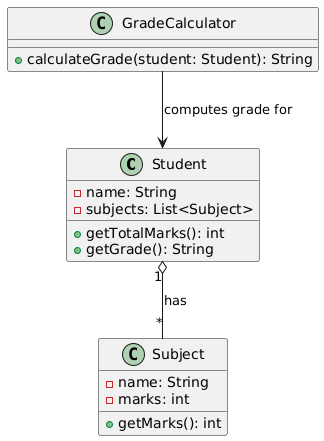 C GradeCalculator
calculateGrade(student: Student): String
computes grade for
C Student
name: String
subjects: List<Subject>
getTotalMarks(): int
getGrade(): String
1
has
*
C Subject
name: String
marks: int
getMarks(): int